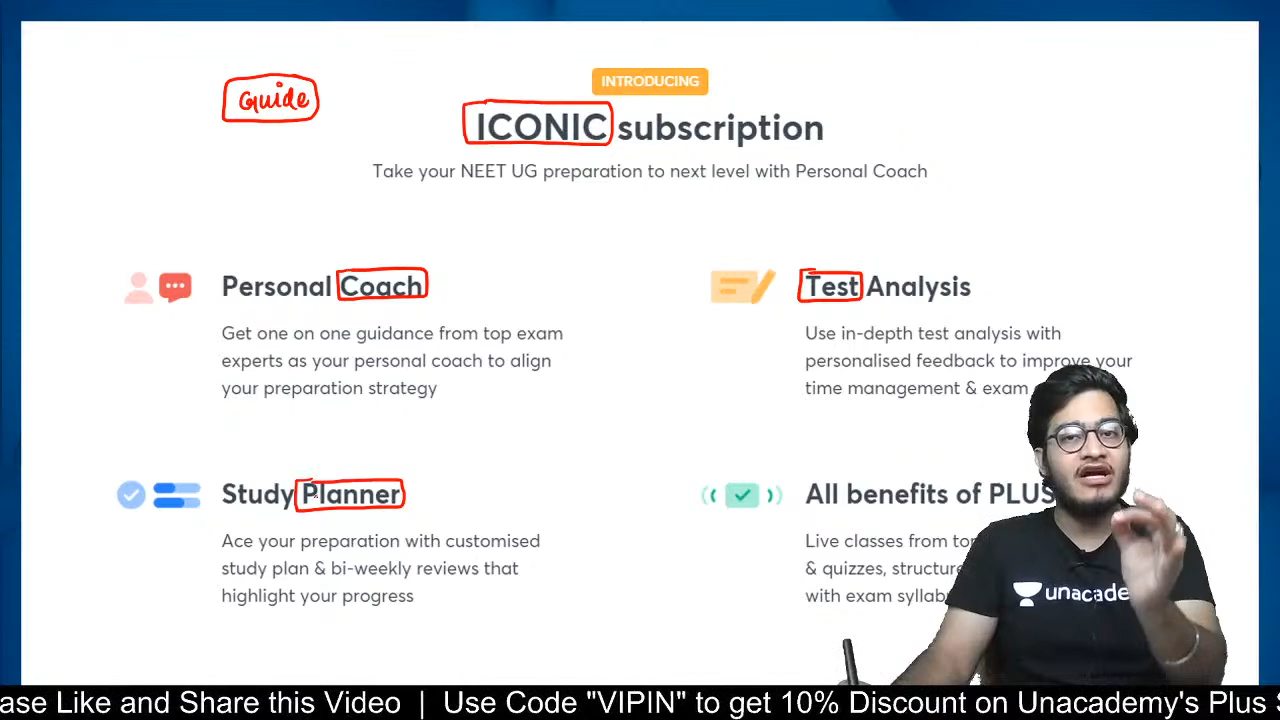 Guide
INTRODUCING
ICONIC subscription
Take your NEET UG preparation to next level with Personal Coach
Personal Coach
Get one on one guidance from top exam
experts as your personal coach to align
your preparation strategy
Test Analysis
Use in-depth test analysis with
personalised feedback to improve your
time management & exam
Study Planner
Ace your preparation with customised
study plan & bi-weekly reviews that
highlight your progress
All benefits of PLUS
Live classes from
& quizzes,
with exam
unacade
ase Like and Share this Video | Use Code "VIPIN" to get 10% Discount on Unacademy's Plus